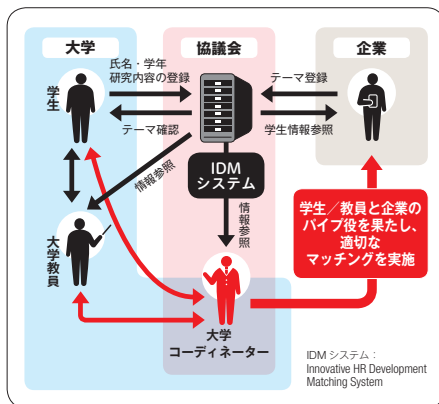 大学
協議会
企業
学生
氏名・学年
研究内容の登録
テーマ確認
テーマ登録
学生情報参照
情報参照
IDM
システム
情報参照
大学教員
学生／教員と企業の
パイプ役を果たし、
適切な
マッチングを実施
大学
コーディネーター
IDM システム：
Innovative HR Development
Matching System